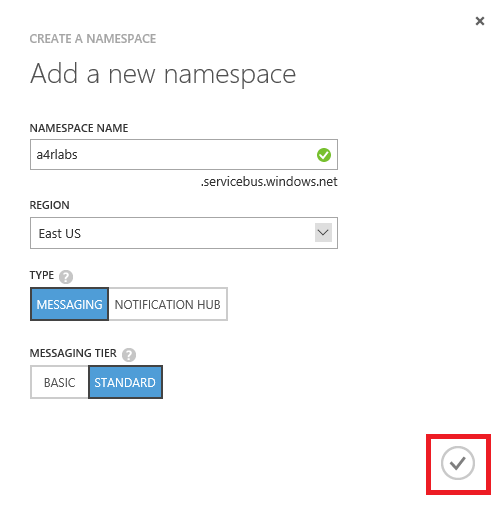 CREATE A NAMESPACE
Add a new namespace
NAMESPACE NAME
a4rlabs
.servicebus.windows.net
REGION
East US
TYPE ?
MESSAGING NOTIFICATION HUB
MESSAGING TIER ?
BASIC STANDARD